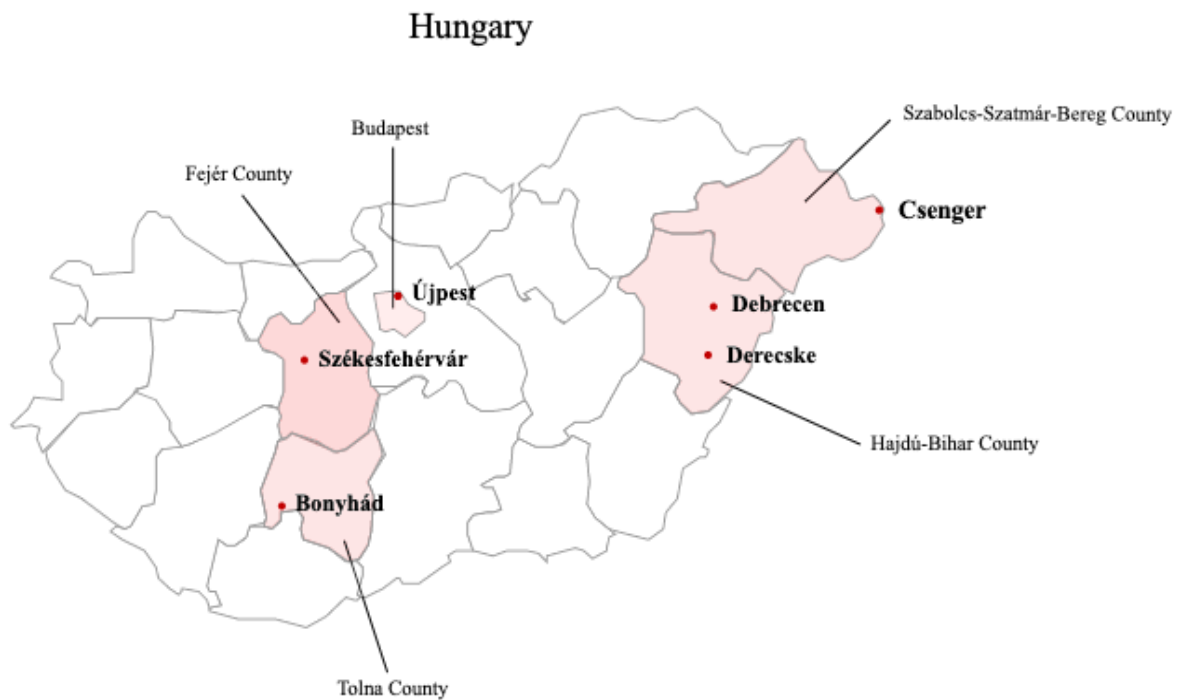 Hungary
Szabolcs-Szatmár-Bereg County
Budapest
Fejér County
Csenger
Újpest
Debrecen
Székesfehérvár
Derecske
Hajdú-Bihar County
Bonyhád
Tolna County